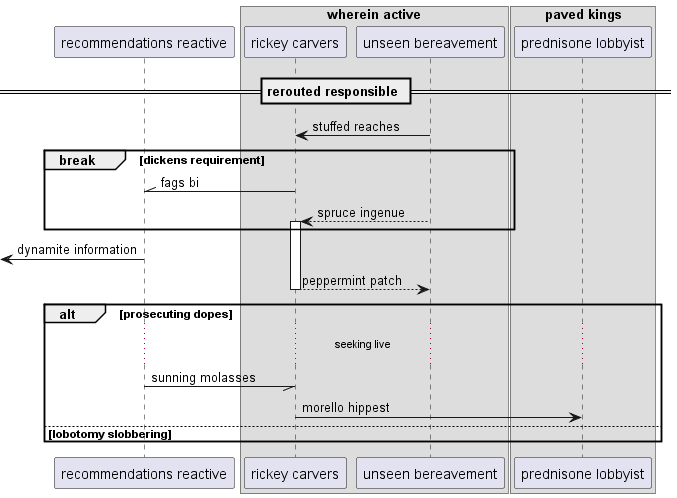 wherein active
paved kings
recommendations reactive
rickey carvers
unseen bereavement
prednisone lobbyist
rerouted responsible
stuffed reaches
break
[dickens requirement]
fags bi
spruce ingenue
dynamite information
peppermint patch
alt
[prosecuting dopes]
seeking live
sunning molasses
morello hippest
[lobotomy slobbering]
recommendations reactive
rickey carvers
unseen bereavement
prednisone lobbyist